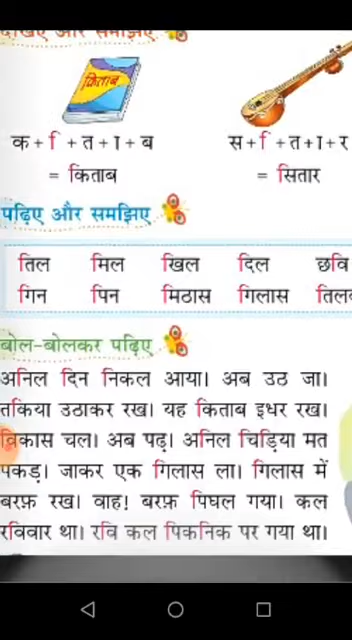 देखिए और समझिए
किताब
क + ि + त + ा + ब
स + ि + त + ा + र
= किताब
= सितार
पढ़िए और समझिए
तिल मिल खिल दिल छवि
गिन पिन मिठास गिलास
बोल-बोलकर पढ़िए
अनिल दिन निकल आया। अब उठ जा।
तकिया उठाकर रख। यह किताब इधर रख।
विकास चल। अब पढ़। अनिल चिड़िया मत
पकड़। जाकर एक गिलास ला। गिलास में
बरफ़ रख। वाह! बरफ़ पिघल गया। कल
रविवार था। रवि कल पिकनिक पर गया था।